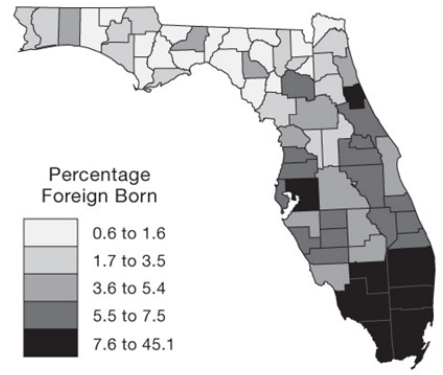 Percentage
Foreign Born
0.6 to 1.6
1.7 to 3.5
3.6 to 5.4
5.5 to 7.5
7.6 to 45.1